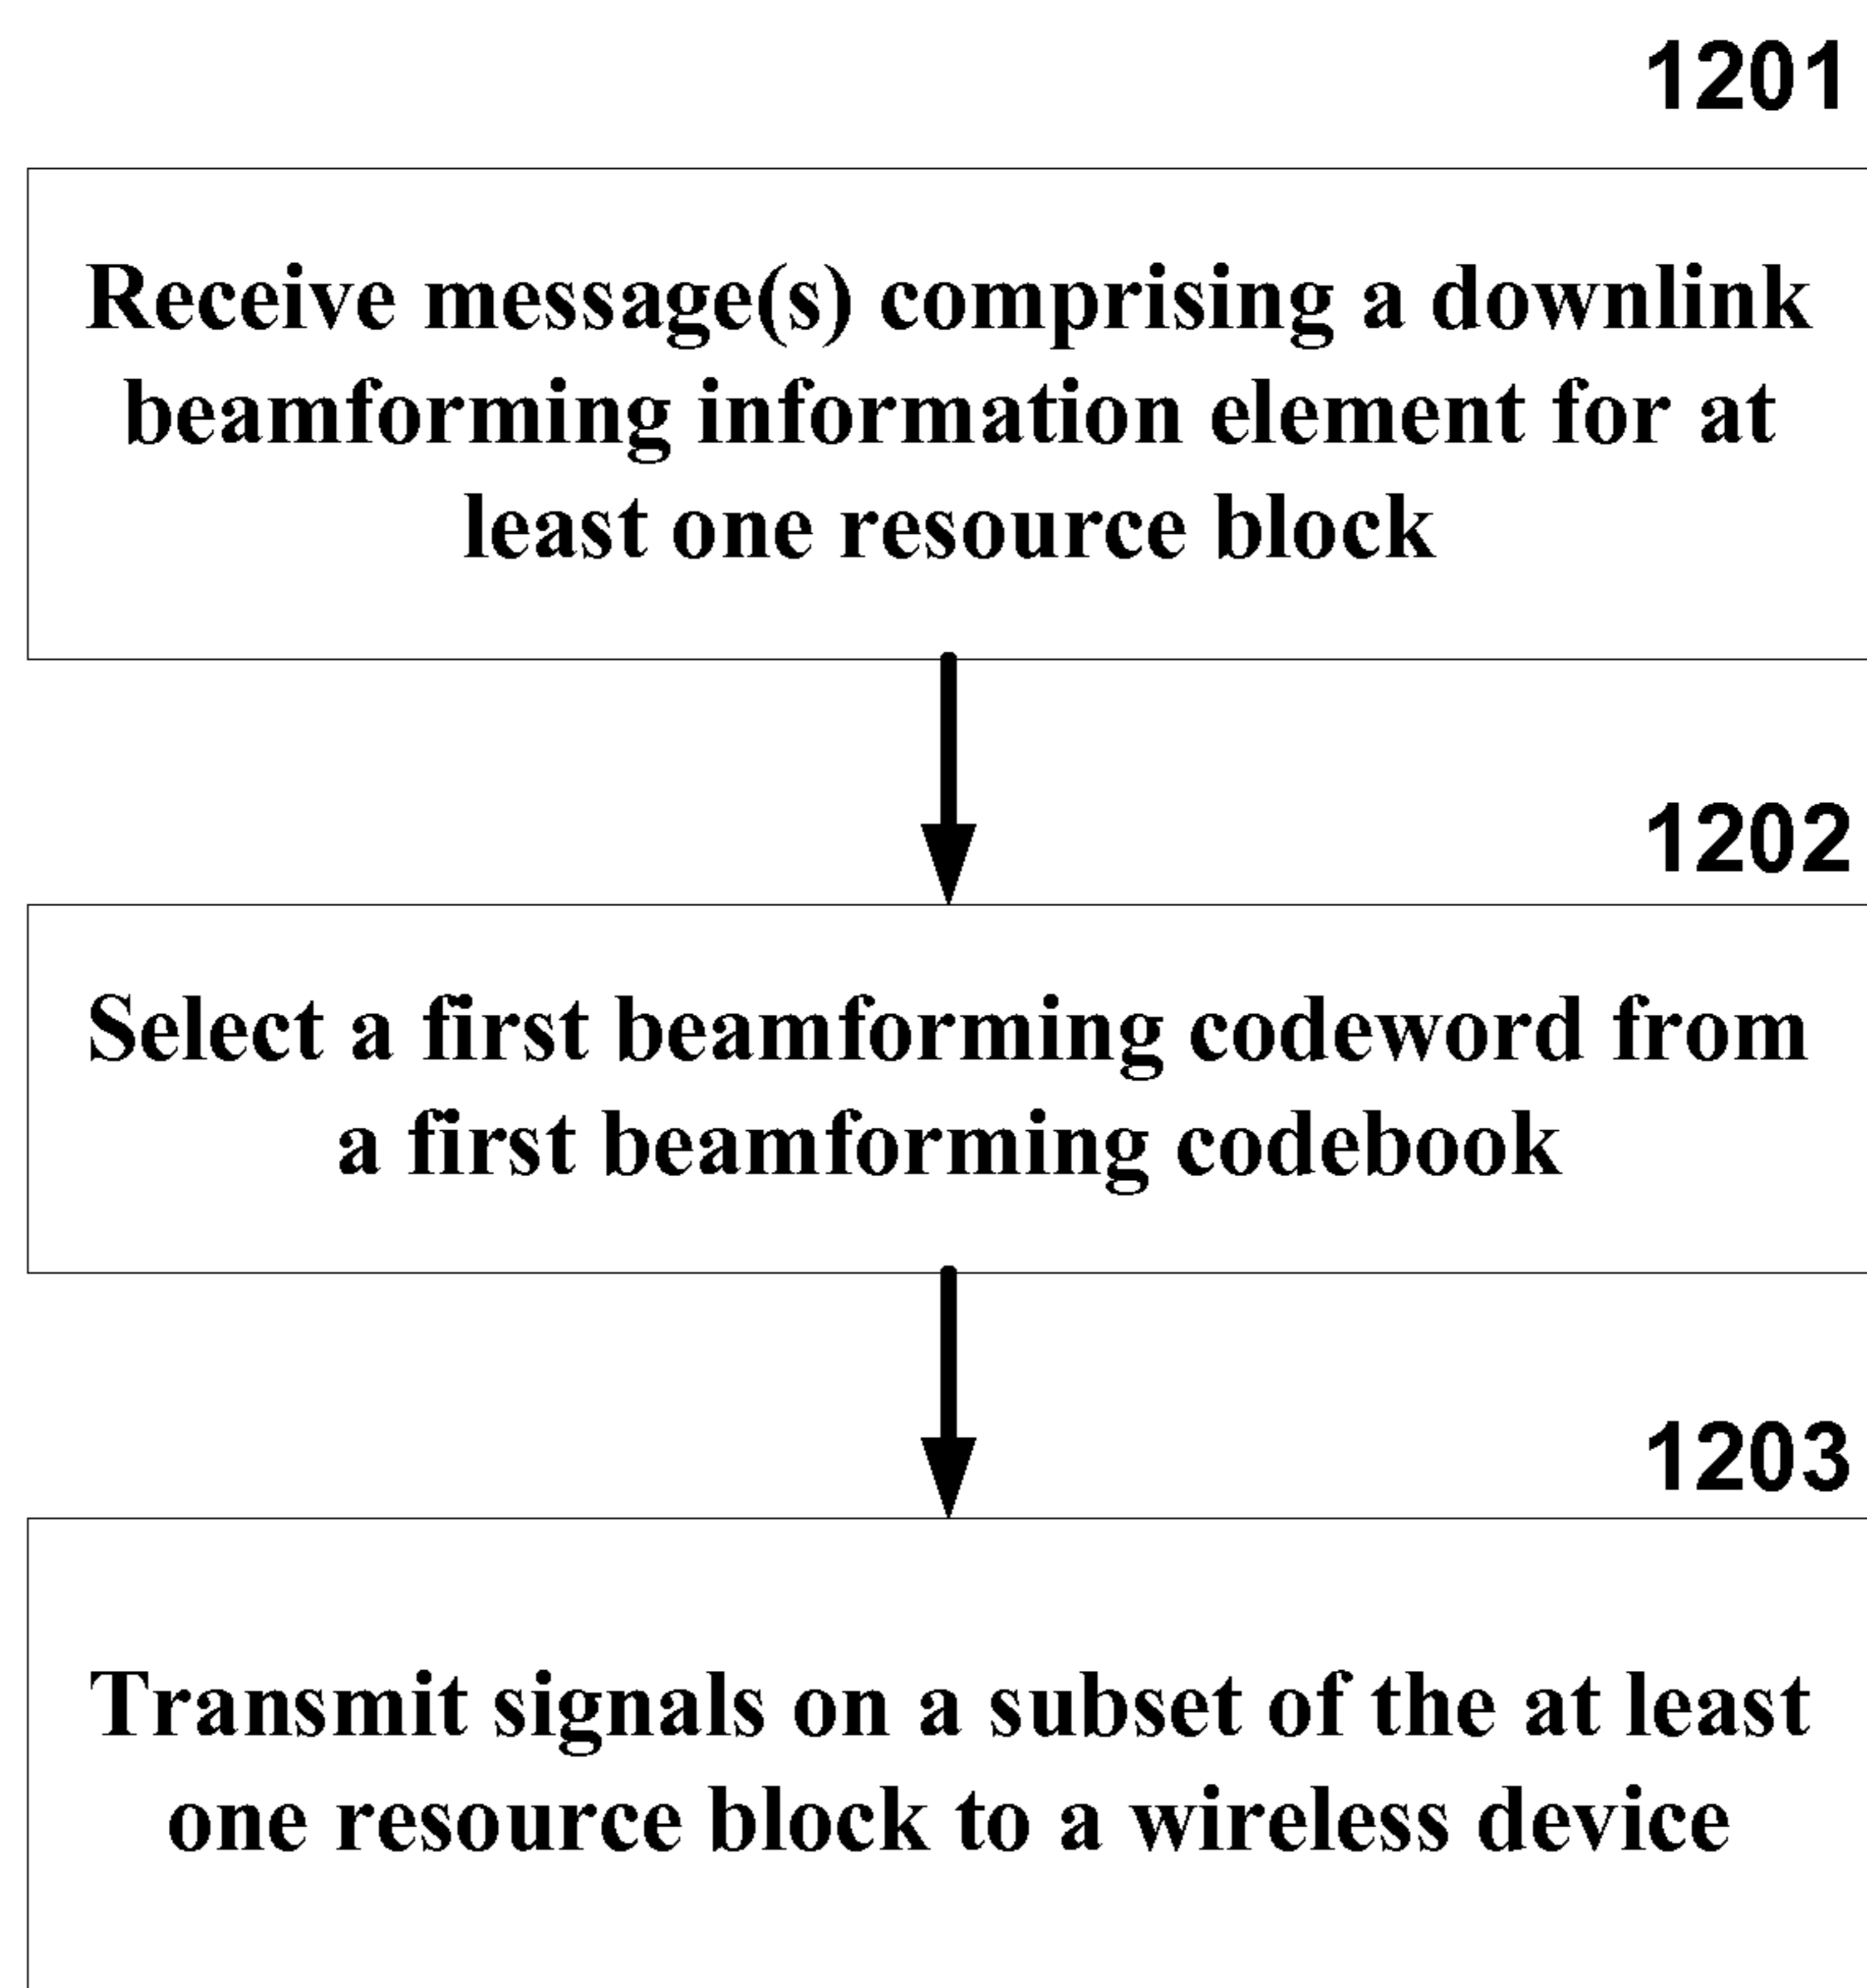 1201
Receive message(s) comprising a downlink
beamforming information element for at
least one resource block
1202
Select a first beamforming codeword from
a first beamforming codebook
1203
Transmit signals on a subset of the at least
one resource block to a wireless device